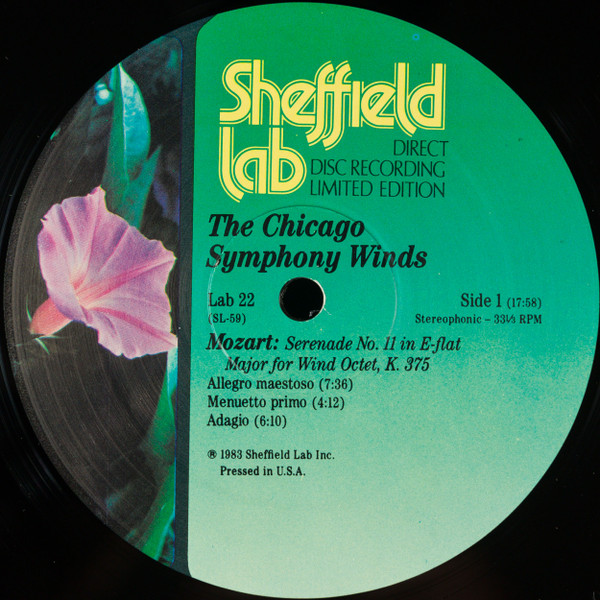 Sheffield
Lab
DIRECT
DISC RECORDING
LIMITED EDITION
The Chicago
Symphony Winds
Lab 22
(SL-59)
Side 1 (17:58)
Stereophonic – 33⅓ RPM
Mozart: Serenade No. 11 in E-flat
Major for Wind Octet, K. 375
Allegro maestoso (7:36)
Menuetto primo (4:12)
Adagio (6:10)
℗ 1983 Sheffield Lab Inc.
Pressed in U.S.A.